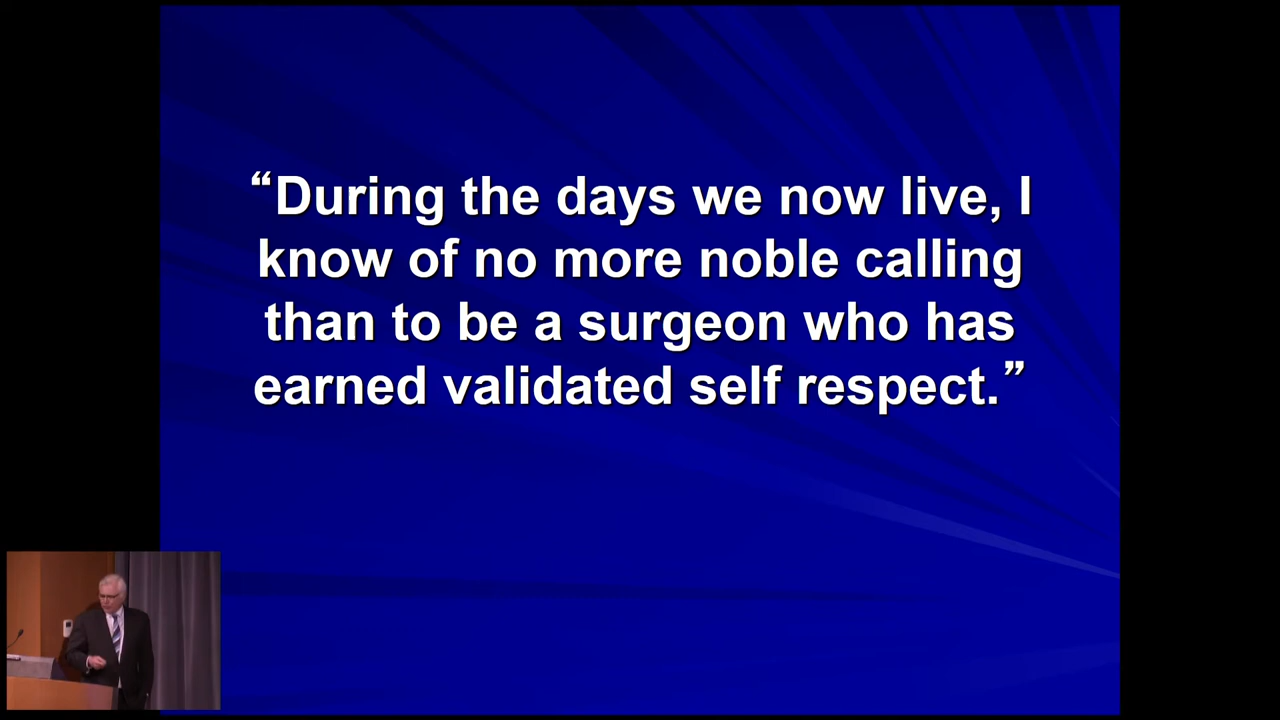 “During the days we now live, I
know of no more noble calling
than to be a surgeon who has
earned validated self respect.”